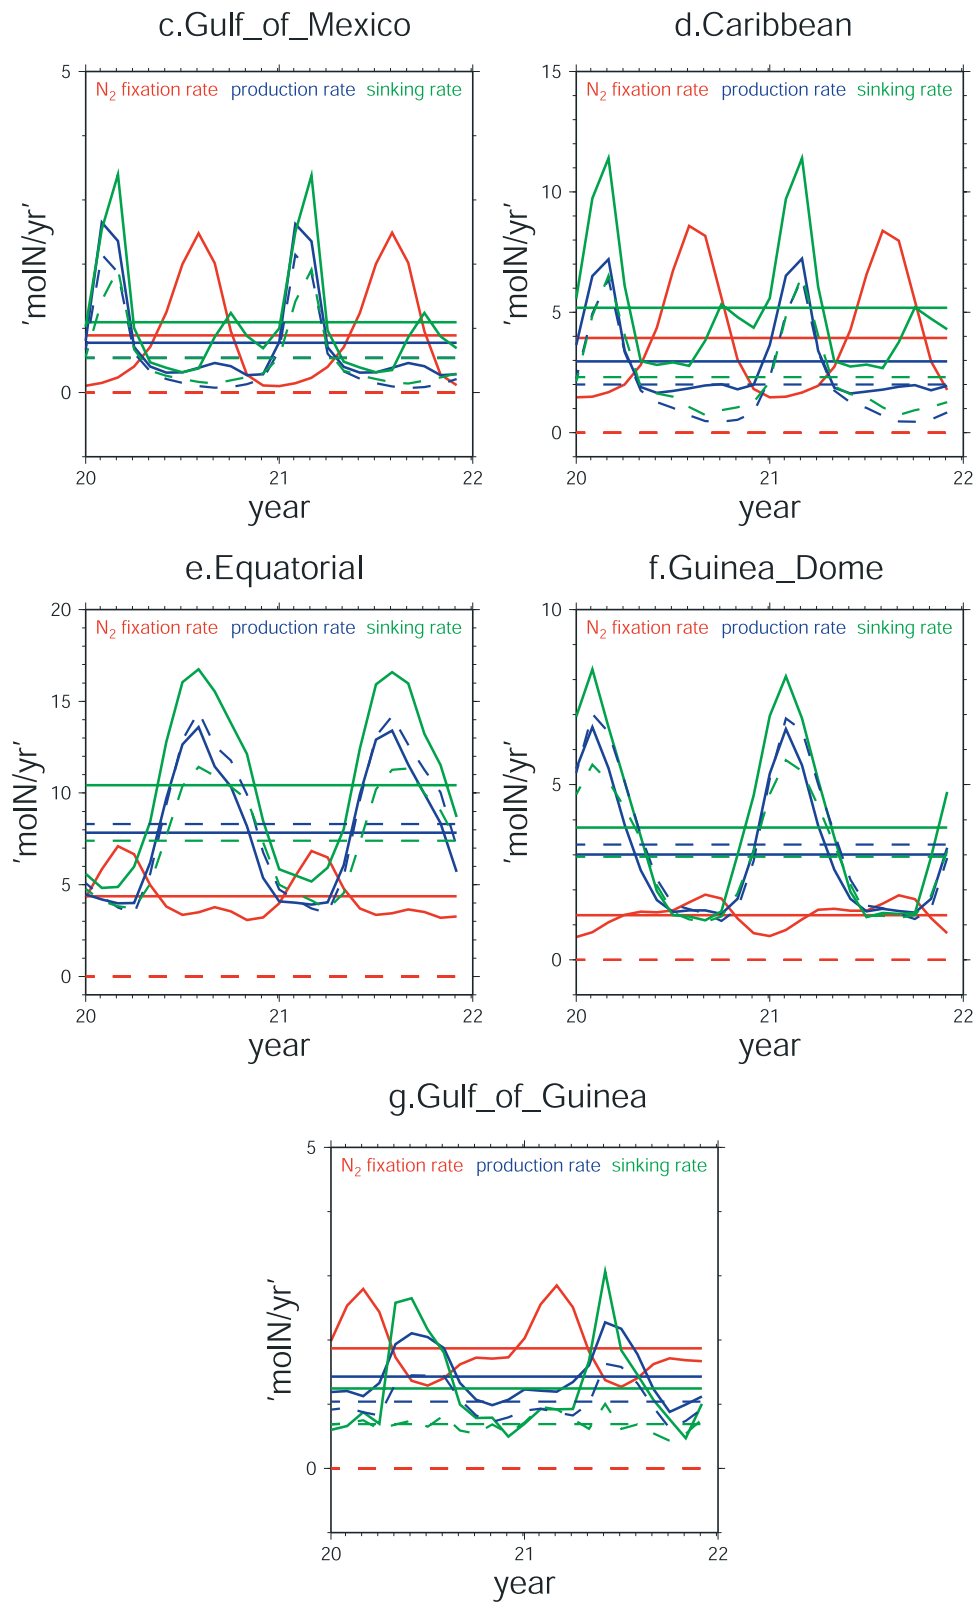 c.Gulf_of_Mexico
5
N2 fixation rate production rate sinking rate
'molN/yr'
0
20 21 22
year
d.Caribbean
15
N2 fixation rate production rate sinking rate
10
'molN/yr'
5
0
20 21 22
year
e.Equatorial
20
N2 fixation rate production rate sinking rate
15
'molN/yr'
10
5
0
20 21 22
year
f.Guinea_Dome
10
N2 fixation rate production rate sinking rate
'molN/yr'
5
0
20 21 22
year
g.Gulf_of_Guinea
5
N2 fixation rate production rate sinking rate
'molN/yr'
0
20 21 22
year